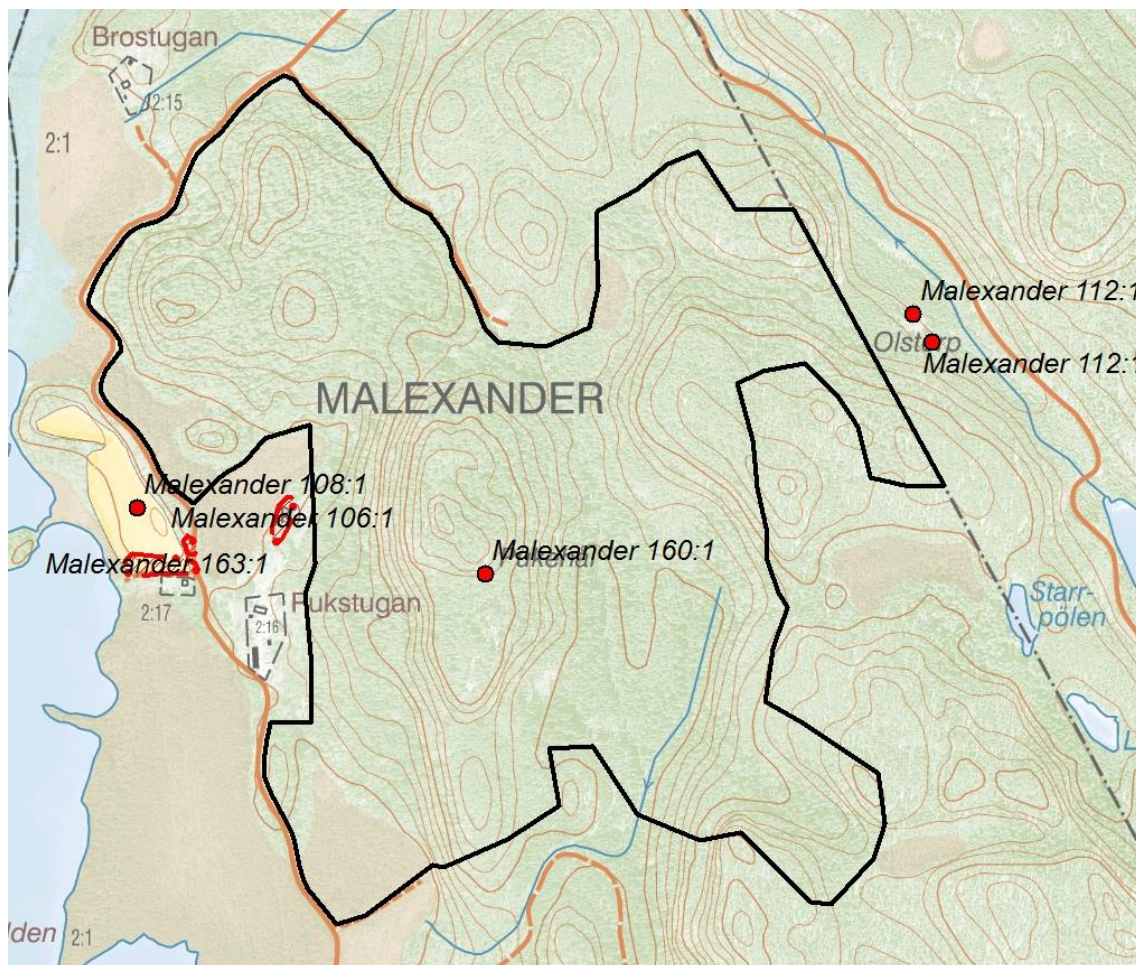 Brostugan
2:15
2:1
Malexander 112:1
Olstorp
Malexander 112:1
MALEXANDER
Malexander 108:1
Malexander 106:1
Malexander 160:1
Malexander 163:1
Pukstugan
2:17
2:16
Starr-
pölen
L
lden
2:1